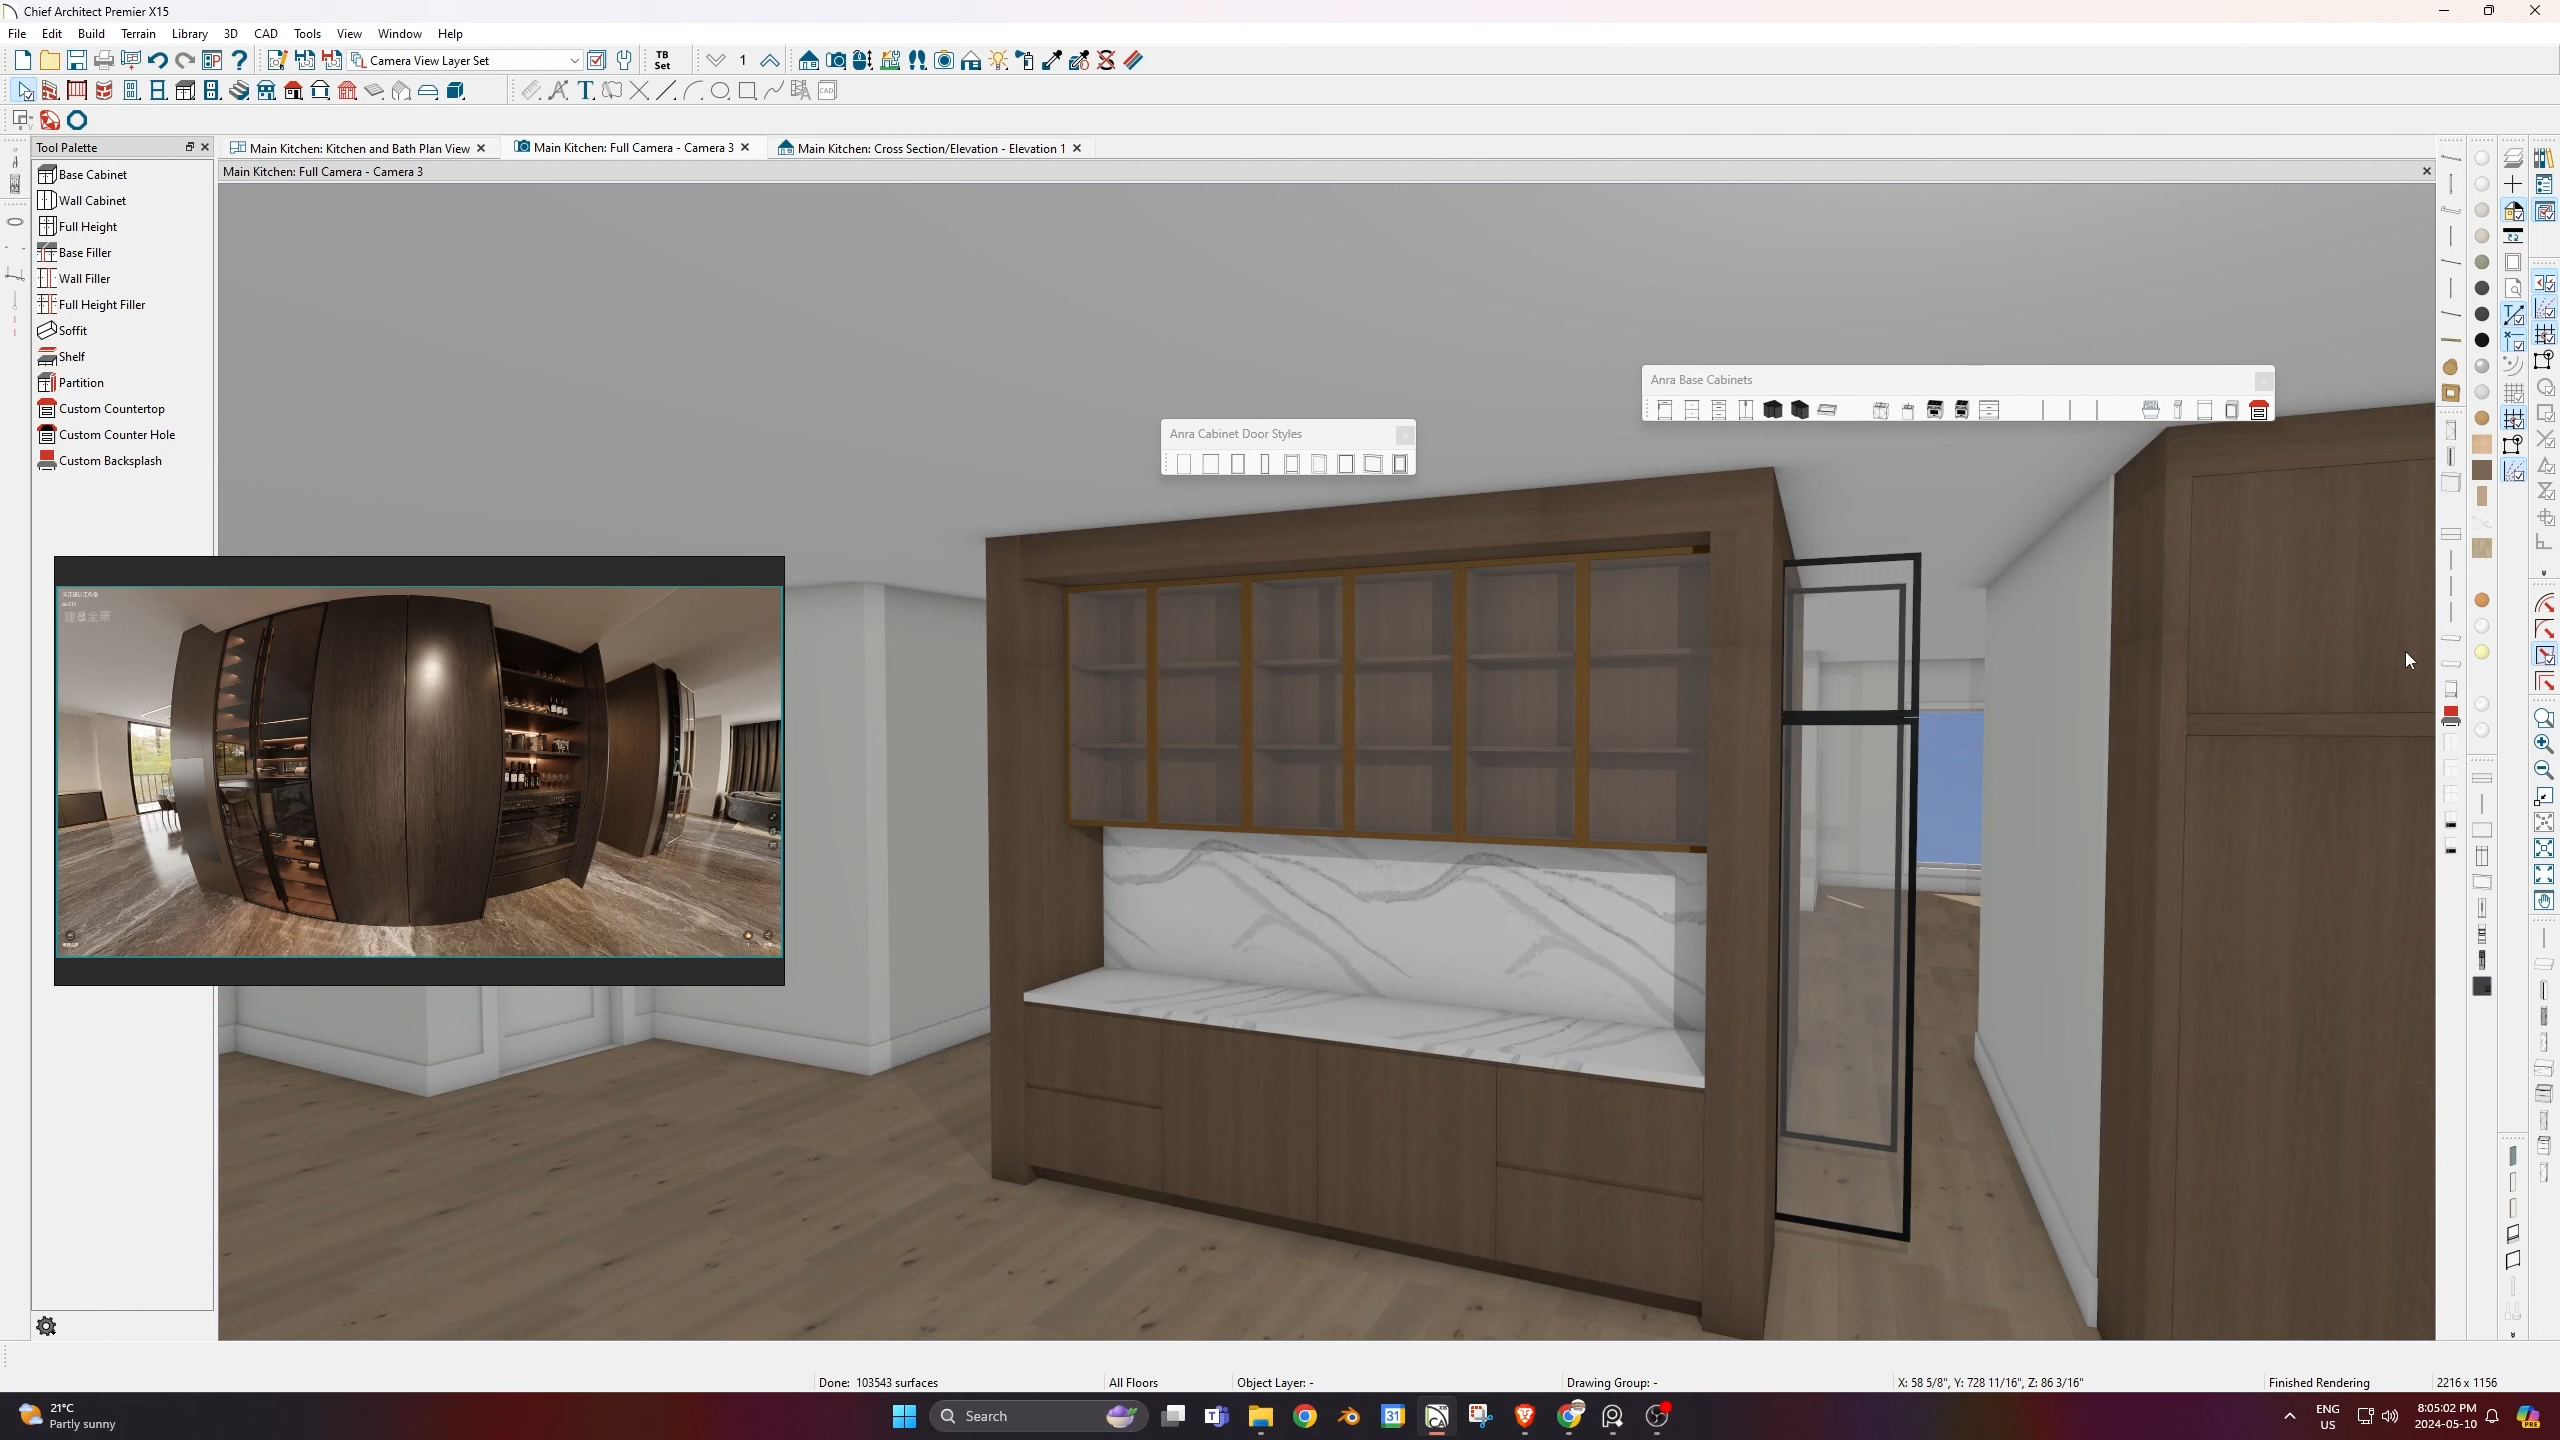 Chief Architect Premier X15
File Edit Build Terrain Library 3D CAD Tools View Window Help
Camera View Layer Set
TB
Set
1
CAD
Tool Palette
Main Kitchen: Kitchen and Bath Plan View
Main Kitchen: Full Camera - Camera 3
Main Kitchen: Cross Section/Elevation - Elevation 1
Main Kitchen: Full Camera - Camera 3
Base Cabinet
Wall Cabinet
Full Height
Base Filler
Wall Filler
Full Height Filler
Soffit
Shelf
Partition
Custom Countertop
Custom Counter Hole
Custom Backsplash
Anra Base Cabinets
Anra Cabinet Door Styles
Done: 103543 surfaces
All Floors
Object Layer: -
Drawing Group: -
X: 58 5/8", Y: 728 11/16", Z: 86 3/16"
Finished Rendering
2216 x 1156
21°C
Partly sunny
Search
31
ENG
US
8:05:02 PM
2024-05-10
PRE